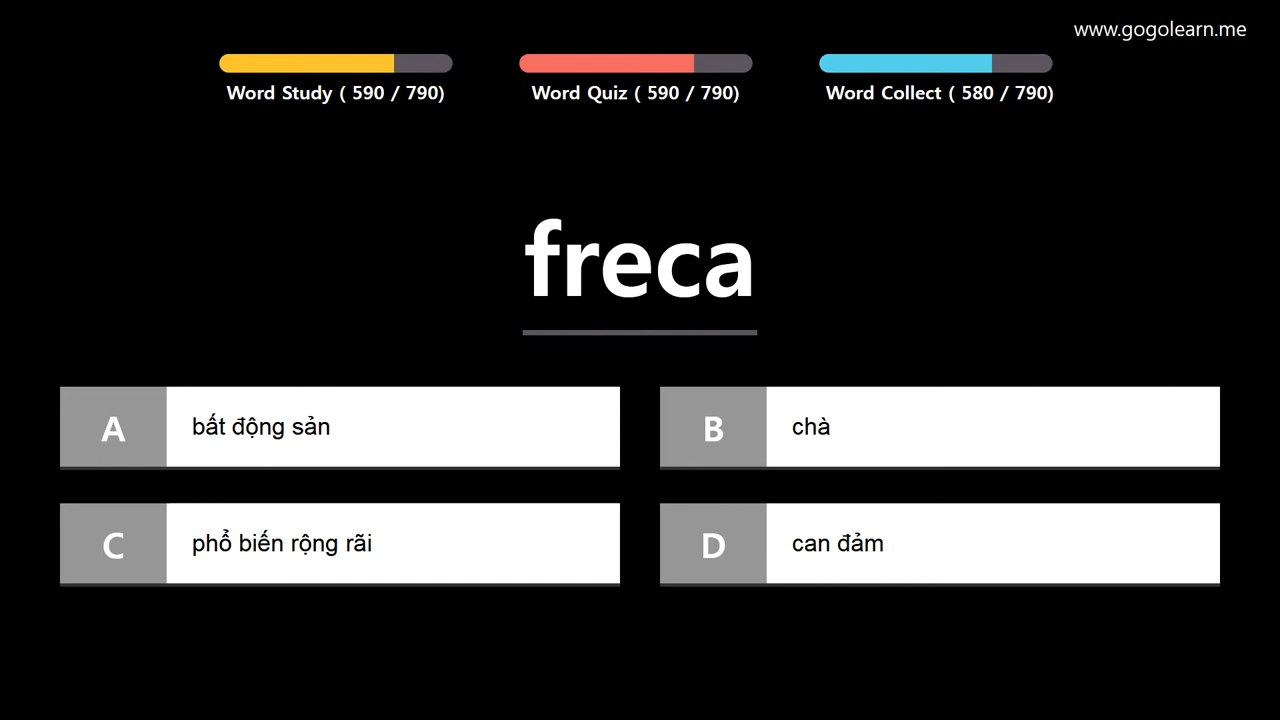 www.gogolearn.me
Word Study ( 590 / 790)
Word Quiz ( 590 / 790)
Word Collect ( 580 / 790)
freca
A bất động sản
B chà
C phổ biến rộng rãi
D can đảm